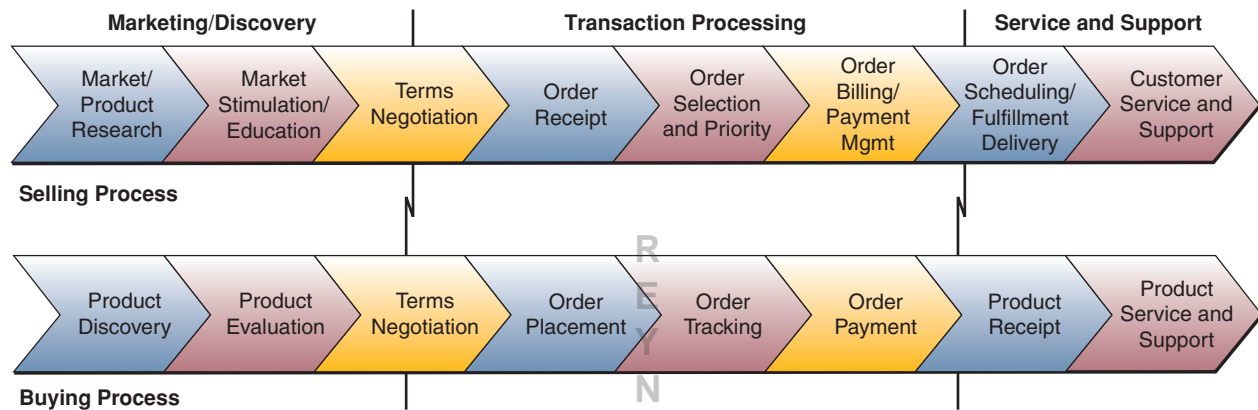 Marketing/Discovery
Transaction Processing
Service and Support
Market/
Product
Research
Market
Stimulation/
Education
Terms
Negotiation
Order
Receipt
Order
Selection
and Priority
Order
Billing/
Payment
Mgmt
Order
Scheduling/
Fulfillment
Delivery
Customer
Service and
Support
Selling Process
Product
Discovery
Product
Evaluation
Terms
Negotiation
Order
Placement
Order
Tracking
Order
Payment
Product
Receipt
Product
Service and
Support
Buying Process
R
E
Y
N